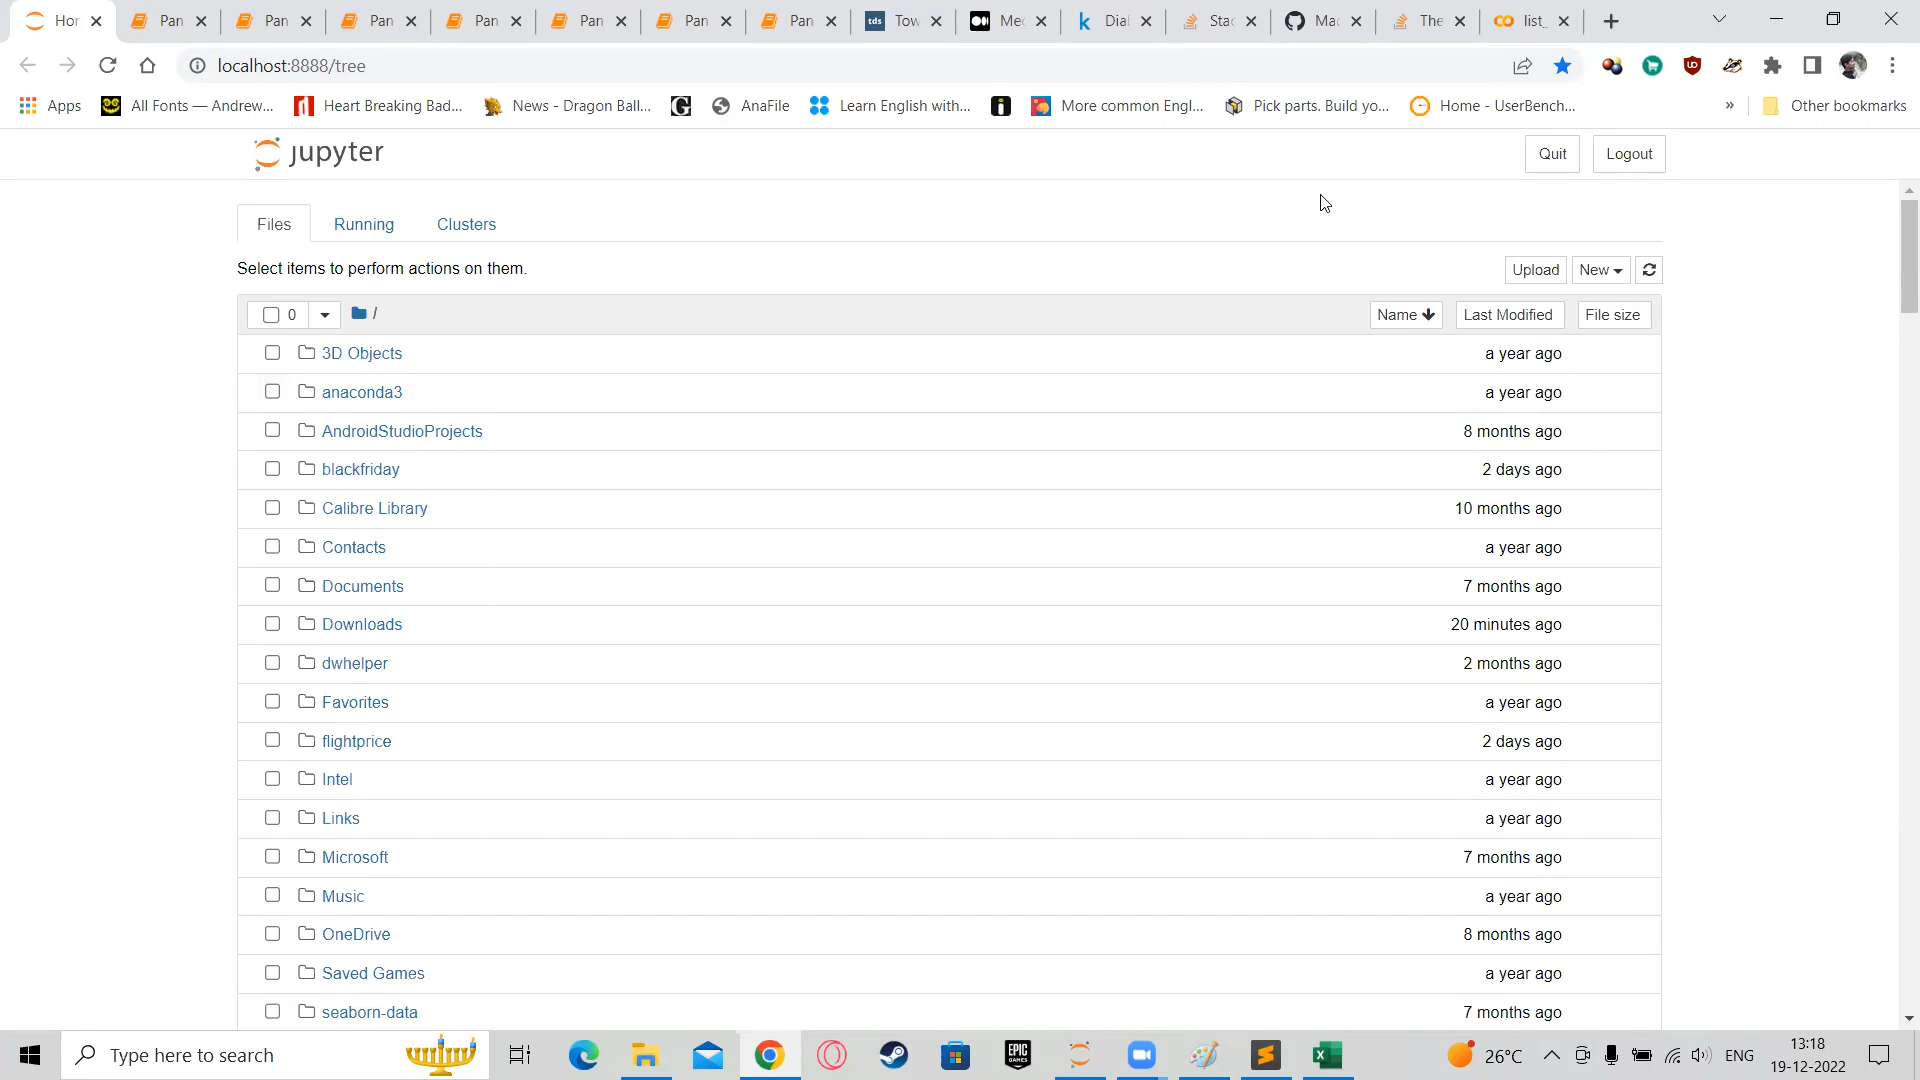 Hor Pan Pan Pan Pan Pan Pan Pan tds Tow Med k Dial Stac Mac The list_
localhost:8888/tree
Apps All Fonts — Andrew... Heart Breaking Bad... News - Dragon Ball... G AnaFile Learn English with... i More common Engl... Pick parts. Build yo... Home - UserBench... » Other bookmarks
jupyter Quit Logout
Files Running Clusters
Select items to perform actions on them. Upload New
0 / Name Last Modified File size
3D Objects a year ago
anaconda3 a year ago
AndroidStudioProjects 8 months ago
blackfriday 2 days ago
Calibre Library 10 months ago
Contacts a year ago
Documents 7 months ago
Downloads 20 minutes ago
dwhelper 2 months ago
Favorites a year ago
flightprice 2 days ago
Intel a year ago
Links a year ago
Microsoft 7 months ago
Music a year ago
OneDrive 8 months ago
Saved Games a year ago
seaborn-data 7 months ago
Type here to search EPIC GAMES 26°C ENG 13:18
19-12-2022